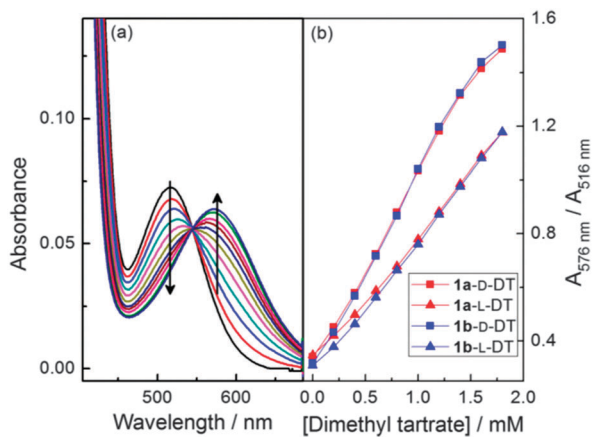 (a)
0.10
0.05
0.00
Absorbance
500
600
Wavelength / nm
(b)
1.6
1.2
0.8
0.4
A576 nm / A516 nm
1a-D-DT
1a-L-DT
1b-D-DT
1b-L-DT
0.0
0.5
1.0
1.5
2.0
[Dimethyl tartrate] / mM